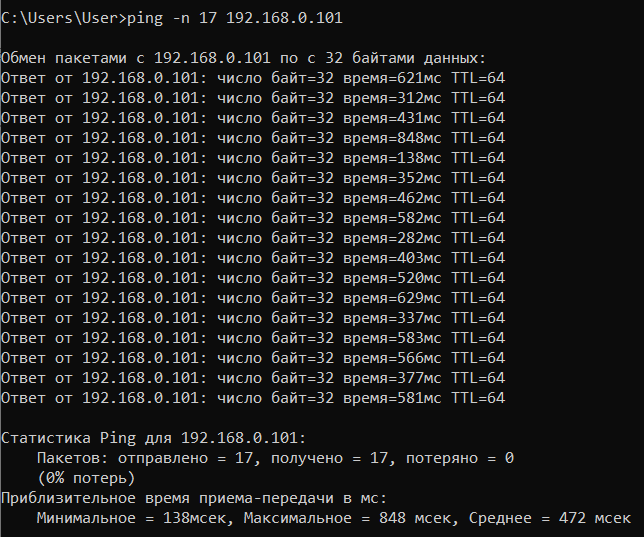 C:\Users\User>ping -n 17 192.168.0.101
Обмен пакетами с 192.168.0.101 по с 32 байтами данных:
Ответ от 192.168.0.101: число байт=32 время=621мс TTL=64
Ответ от 192.168.0.101: число байт=32 время=312мс TTL=64
Ответ от 192.168.0.101: число байт=32 время=431мс TTL=64
Ответ от 192.168.0.101: число байт=32 время=848мс TTL=64
Ответ от 192.168.0.101: число байт=32 время=138мс TTL=64
Ответ от 192.168.0.101: число байт=32 время=352мс TTL=64
Ответ от 192.168.0.101: число байт=32 время=462мс TTL=64
Ответ от 192.168.0.101: число байт=32 время=582мс TTL=64
Ответ от 192.168.0.101: число байт=32 время=282мс TTL=64
Ответ от 192.168.0.101: число байт=32 время=403мс TTL=64
Ответ от 192.168.0.101: число байт=32 время=520мс TTL=64
Ответ от 192.168.0.101: число байт=32 время=629мс TTL=64
Ответ от 192.168.0.101: число байт=32 время=337мс TTL=64
Ответ от 192.168.0.101: число байт=32 время=583мс TTL=64
Ответ от 192.168.0.101: число байт=32 время=566мс TTL=64
Ответ от 192.168.0.101: число байт=32 время=377мс TTL=64
Ответ от 192.168.0.101: число байт=32 время=581мс TTL=64
Статистика Ping для 192.168.0.101:
Пакетов: отправлено = 17, получено = 17, потеряно = 0
(0% потерь)
Приблизительное время приема-передачи в мс:
Минимальное = 138мсек, Максимальное = 848 мсек, Среднее = 472 мсек